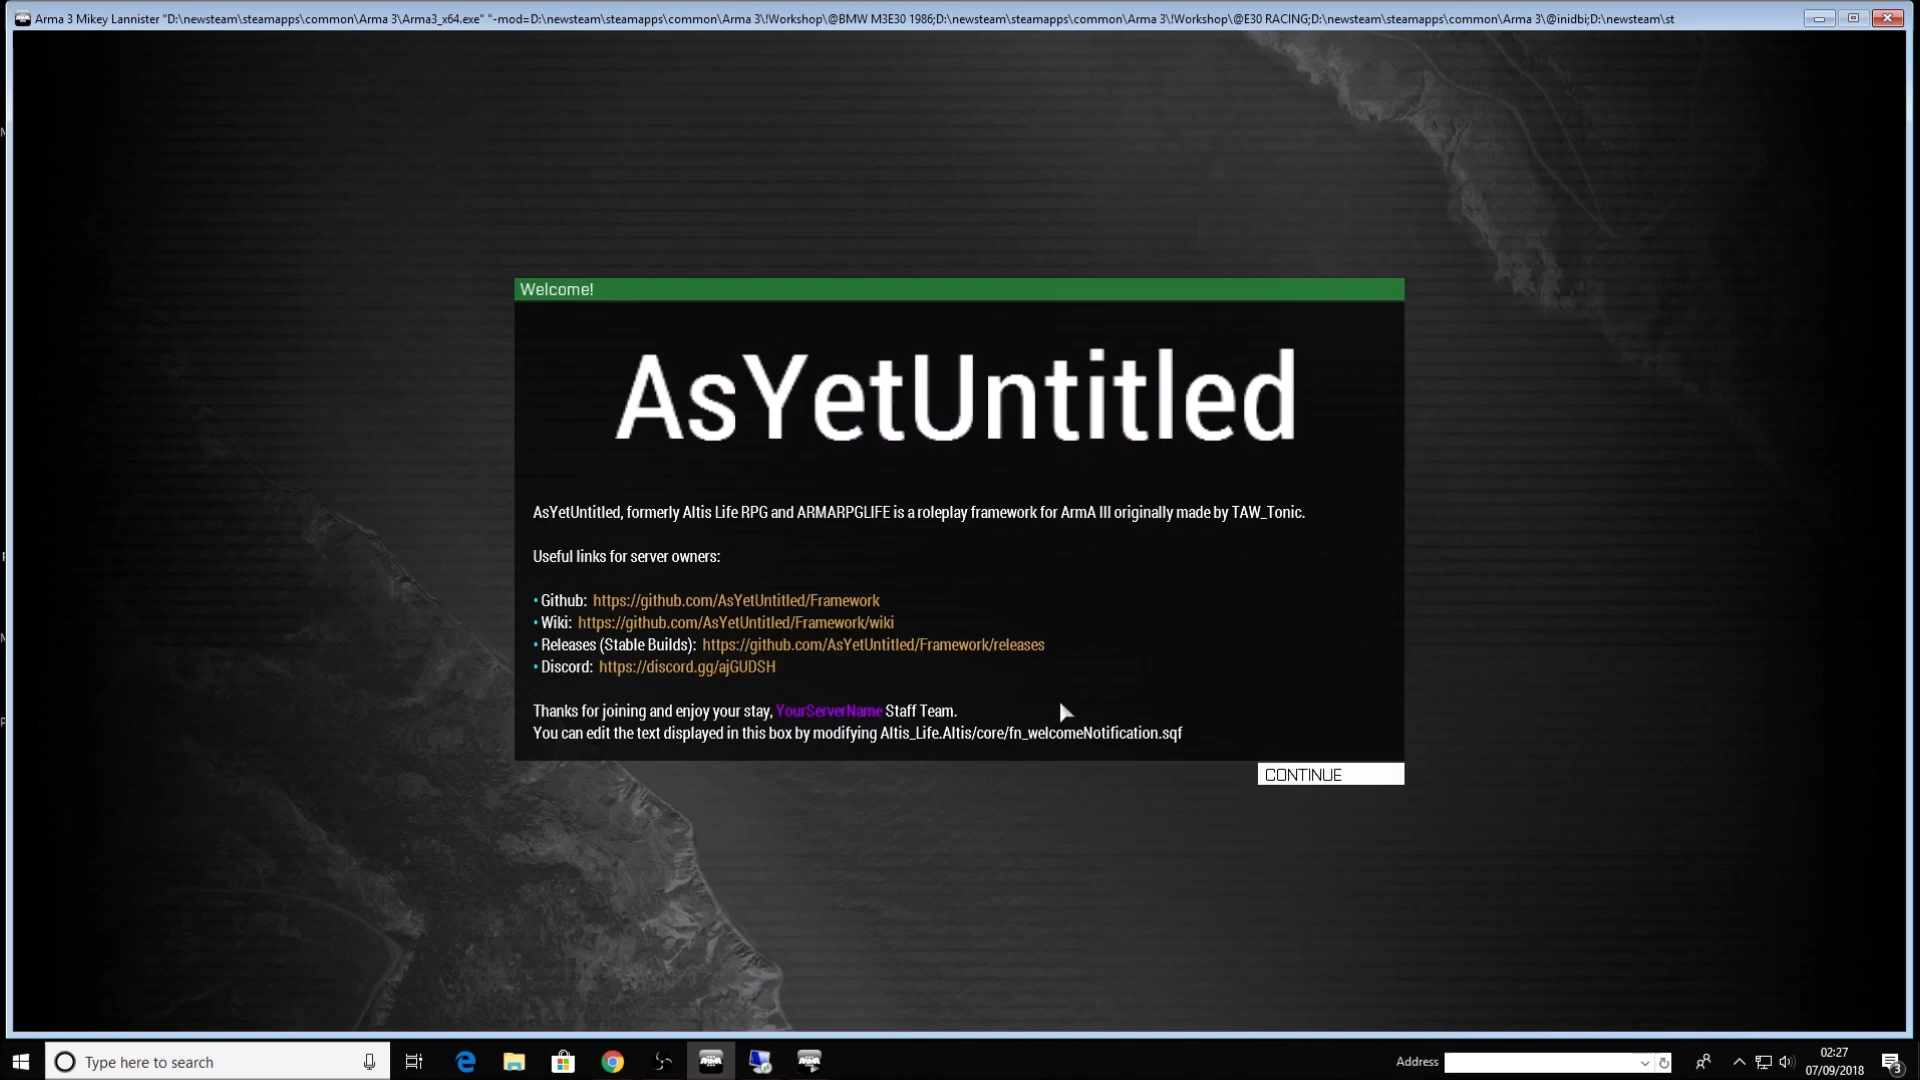 Arma 3 Mikey Lannister "D:\newsteam\steamapps\common\Arma 3\Arma3_x64.exe" "-mod=D:\newsteam\steamapps\common\Arma 3\!Workshop\@BMW M3E30 1986;D:\newsteam\steamapps\common\Arma 3\!Workshop\@E30 RACING;D:\newsteam\steamapps\common\Arma 3\@inidbi;D:\newsteam\st
Welcome!
AsYetUntitled
AsYetUntitled, formerly Altis Life RPG and ARMARPGLIFE is a roleplay framework for ArmA III originally made by TAW_Tonic.
Useful links for server owners:
• Github: https://github.com/AsYetUntitled/Framework
• Wiki: https://github.com/AsYetUntitled/Framework/wiki
• Releases (Stable Builds): https://github.com/AsYetUntitled/Framework/releases
• Discord: https://discord.gg/ajGUDSH
Thanks for joining and enjoy your stay, YourServerName Staff Team.
You can edit the text displayed in this box by modifying Altis_Life.Altis/core/fn_welcomeNotification.sqf
CONTINUE
Type here to search
Address
02:27
07/09/2018
3